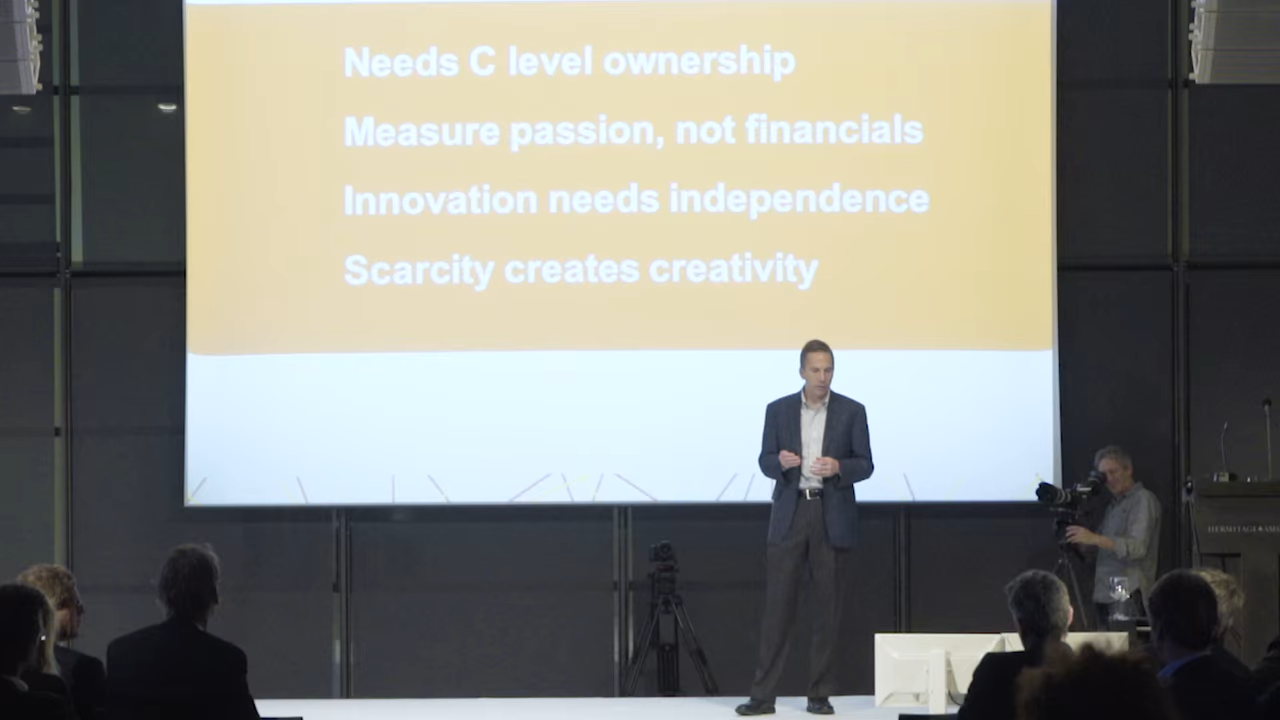 Needs C level ownership
Measure passion, not financials
Innovation needs independence
Scarcity creates creativity